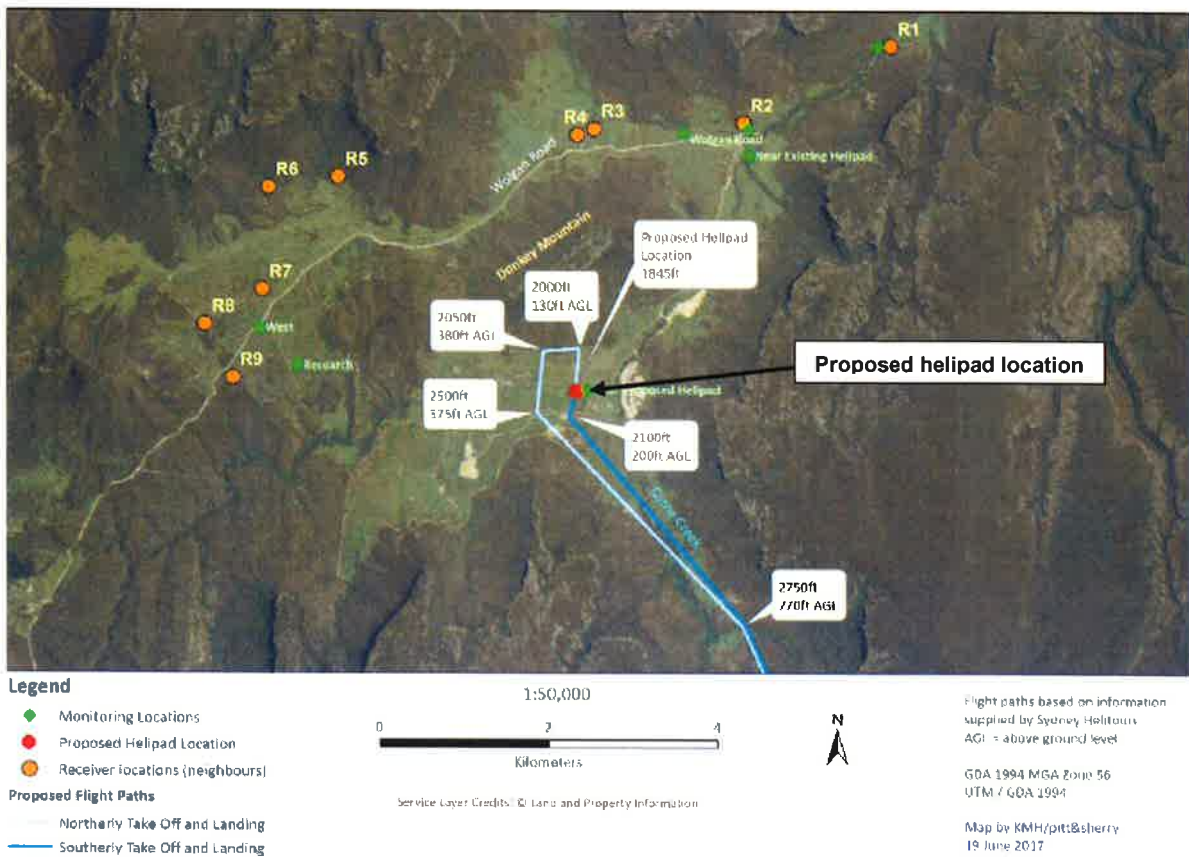 R1
R2
R3
R4
Wolgan Road
Near Existing Helipad
R5
R6
Wolgan Road
Donkey Mountain
Proposed Helipad
Location
1845ft
2000ft
130ft AGL
2050ft
380ft AGL
R7
R8
West
Research
R9
Proposed helipad location
Proposed Helipad
2500ft
375ft AGL
2100ft
200ft AGL
Creek
2750ft
770ft AGL
Legend
Monitoring Locations
Proposed Helipad Location
Receiver locations (neighbours)
Proposed Flight Paths
Northerly Take Off and Landing
Southerly Take Off and Landing
1:50,000
0 2 4
Kilometers
Service Layer Credits: © Land and Property Information
N
Flight paths based on information
supplied by Sydney Helitours
AGL = above ground level
GDA 1994 MGA Zone 56
UTM / GDA 1994
Map by KMH/pitt&sherry
19 June 2017